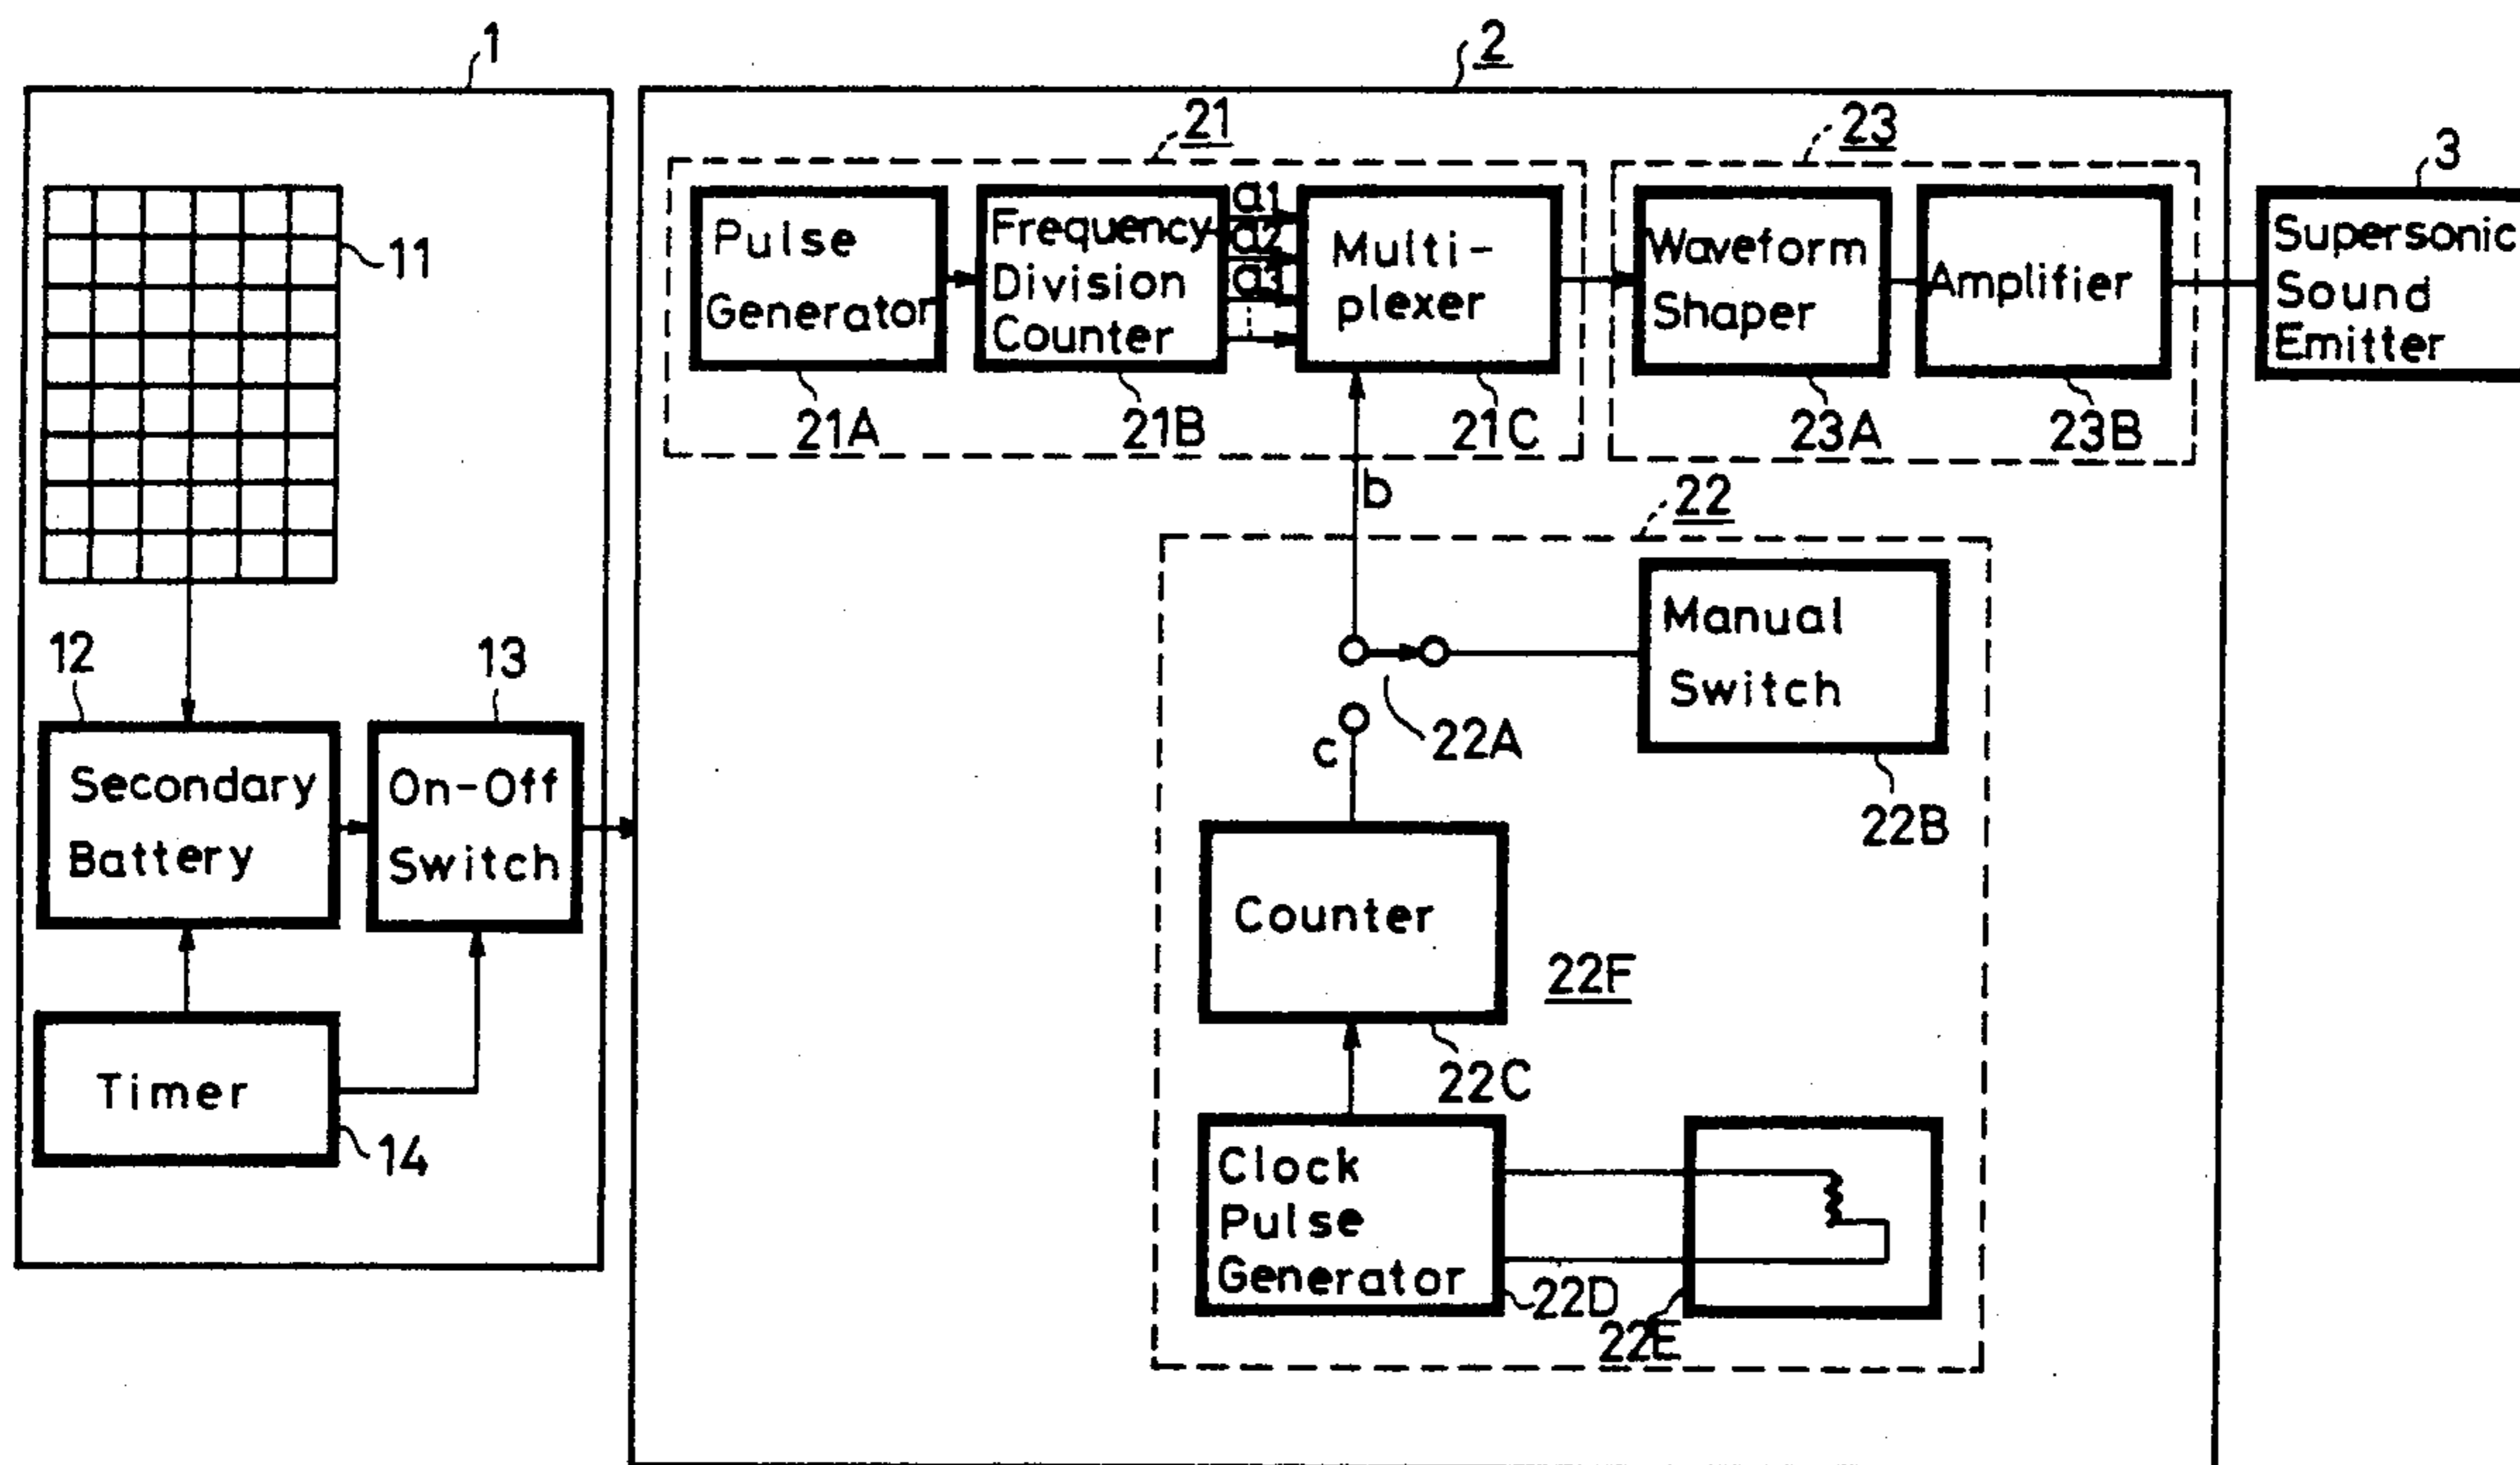 1
2
21
23
3
11
Pulse
Generator
Frequency
Division
Counter
a1
a2
a3
Multi-
plexer
Waveform
Shaper
Amplifier
Supersonic
Sound
Emitter
21A
21B
21C
23A
23B
b
22
12
13
Manual
Switch
22A
c
22B
Secondary
Battery
On-Off
Switch
Counter
22F
22C
Timer
14
Clock
Pulse
Generator
22D
22E